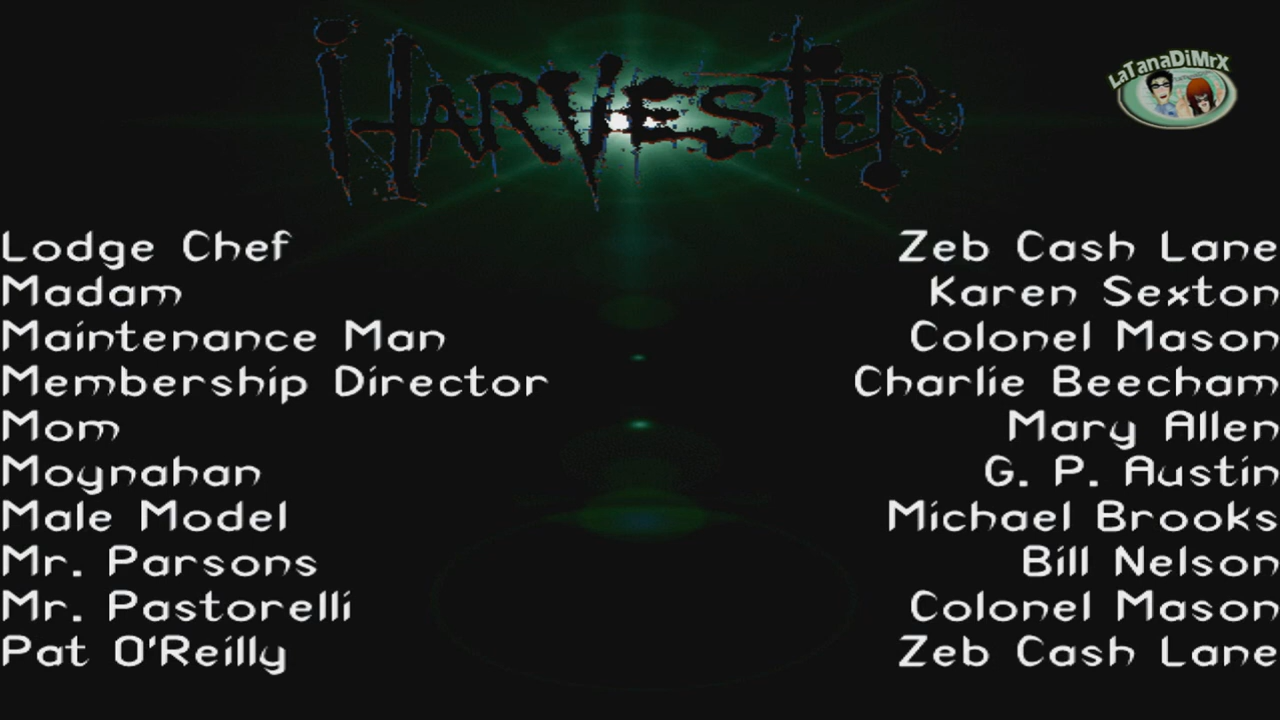 HARVESTER
LaTanaDiMrX
Lodge Chef Zeb Cash Lane
Madam Karen Sexton
Maintenance Man Colonel Mason
Membership Director Charlie Beecham
Mom Mary Allen
Moynahan G. P. Austin
Male Model Michael Brooks
Mr. Parsons Bill Nelson
Mr. Pastorelli Colonel Mason
Pat O'Reilly Zeb Cash Lane